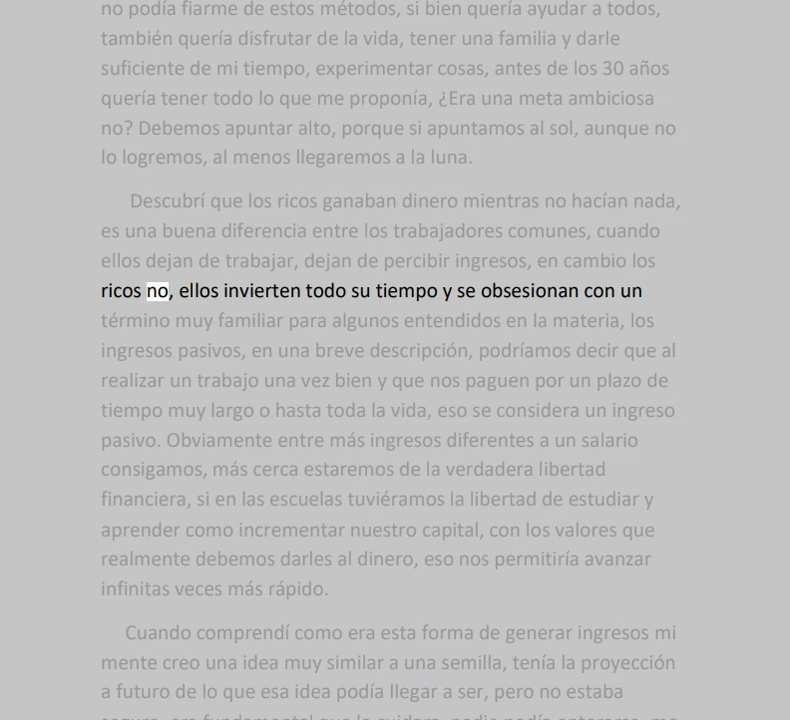 no podía fiarme de estos métodos, si bien quería ayudar a todos,
también quería disfrutar de la vida, tener una familia y darle
suficiente de mi tiempo, experimentar cosas, antes de los 30 años
quería tener todo lo que me proponía, ¿Era una meta ambiciosa
no? Debemos apuntar alto, porque si apuntamos al sol, aunque no
lo logremos, al menos llegaremos a la luna.
Descubrí que los ricos ganaban dinero mientras no hacían nada,
es una buena diferencia entre los trabajadores comunes, cuando
ellos dejan de trabajar, dejan de percibir ingresos, en cambio los
ricos no, ellos invierten todo su tiempo y se obsesionan con un
término muy familiar para algunos entendidos en la materia, los
ingresos pasivos, en una breve descripción, podríamos decir que al
realizar un trabajo una vez bien y que nos paguen por un plazo de
tiempo muy largo o hasta toda la vida, eso se considera un ingreso
pasivo. Obviamente entre más ingresos diferentes a un salario
consigamos, más cerca estaremos de la verdadera libertad
financiera, si en las escuelas tuviéramos la libertad de estudiar y
aprender como incrementar nuestro capital, con los valores que
realmente debemos darles al dinero, eso nos permitiría avanzar
infinitas veces más rápido.
Cuando comprendí como era esta forma de generar ingresos mi
mente creo una idea muy similar a una semilla, tenía la proyección
a futuro de lo que esa idea podía llegar a ser, pero no estaba